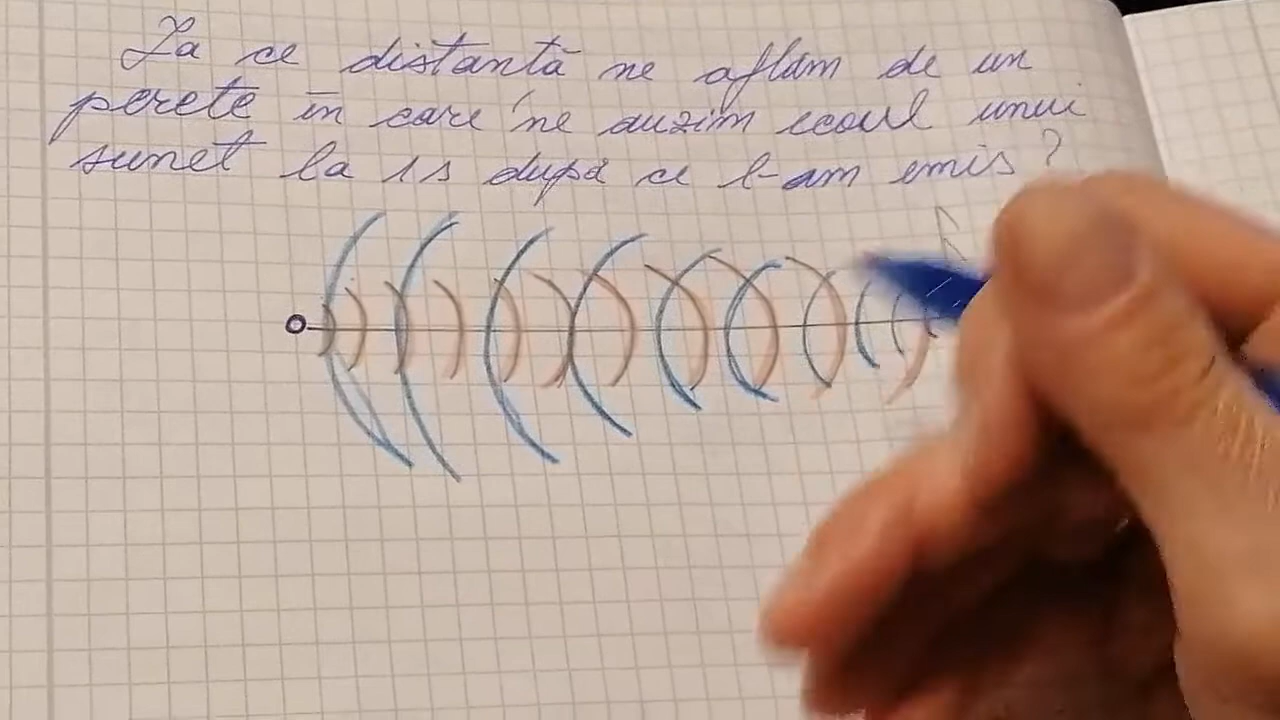 La ce distantă ne aflăm de un
perete în care ne auzim ecoul unui
sunet la 1s după ce l-am emis?